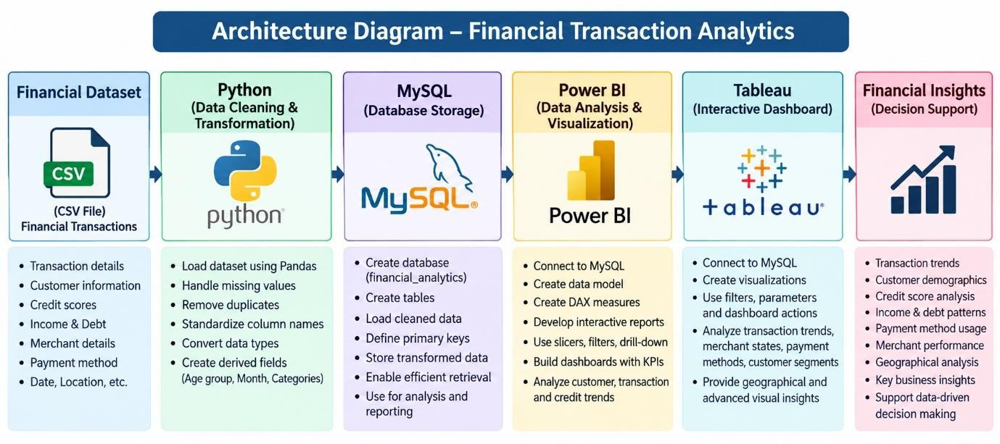 Architecture Diagram – Financial Transaction Analytics
Financial Dataset
CSV
(CSV File)
Financial Transactions
• Transaction details
• Customer information
• Credit scores
• Income & Debt
• Merchant details
• Payment method
• Date, Location, etc.
Python
(Data Cleaning &
Transformation)
python
• Load dataset using Pandas
• Handle missing values
• Remove duplicates
• Standardize column names
• Convert data types
• Create derived fields
(Age group, Month, Categories)
MySQL
(Database Storage)
MySQL®
• Create database
(financial_analytics)
• Create tables
• Load cleaned data
• Define primary keys
• Store transformed data
• Enable efficient retrieval
• Use for analysis and
reporting
Power BI
(Data Analysis &
Visualization)
Power BI
• Connect to MySQL
• Create data model
• Create DAX measures
• Develop interactive reports
• Use slicers, filters, drill-down
• Build dashboards with KPIs
• Analyze customer, transaction
and credit trends
Tableau
(Interactive Dashboard)
+ableau®
• Connect to MySQL
• Create visualizations
• Use filters, parameters
and dashboard actions
• Analyze transaction trends,
merchant states, payment
methods, customer segments
• Provide geographical and
advanced visual insights
Financial Insights
(Decision Support)
• Transaction trends
• Customer demographics
• Credit score analysis
• Income & debt patterns
• Payment method usage
• Merchant performance
• Geographical analysis
• Key business insights
• Support data-driven
decision making